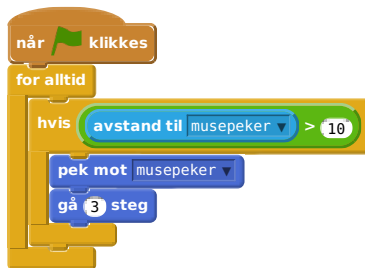 når klikkes
for alltid
hvis avstand til musepeker > 10
pek mot musepeker
gå 3 steg